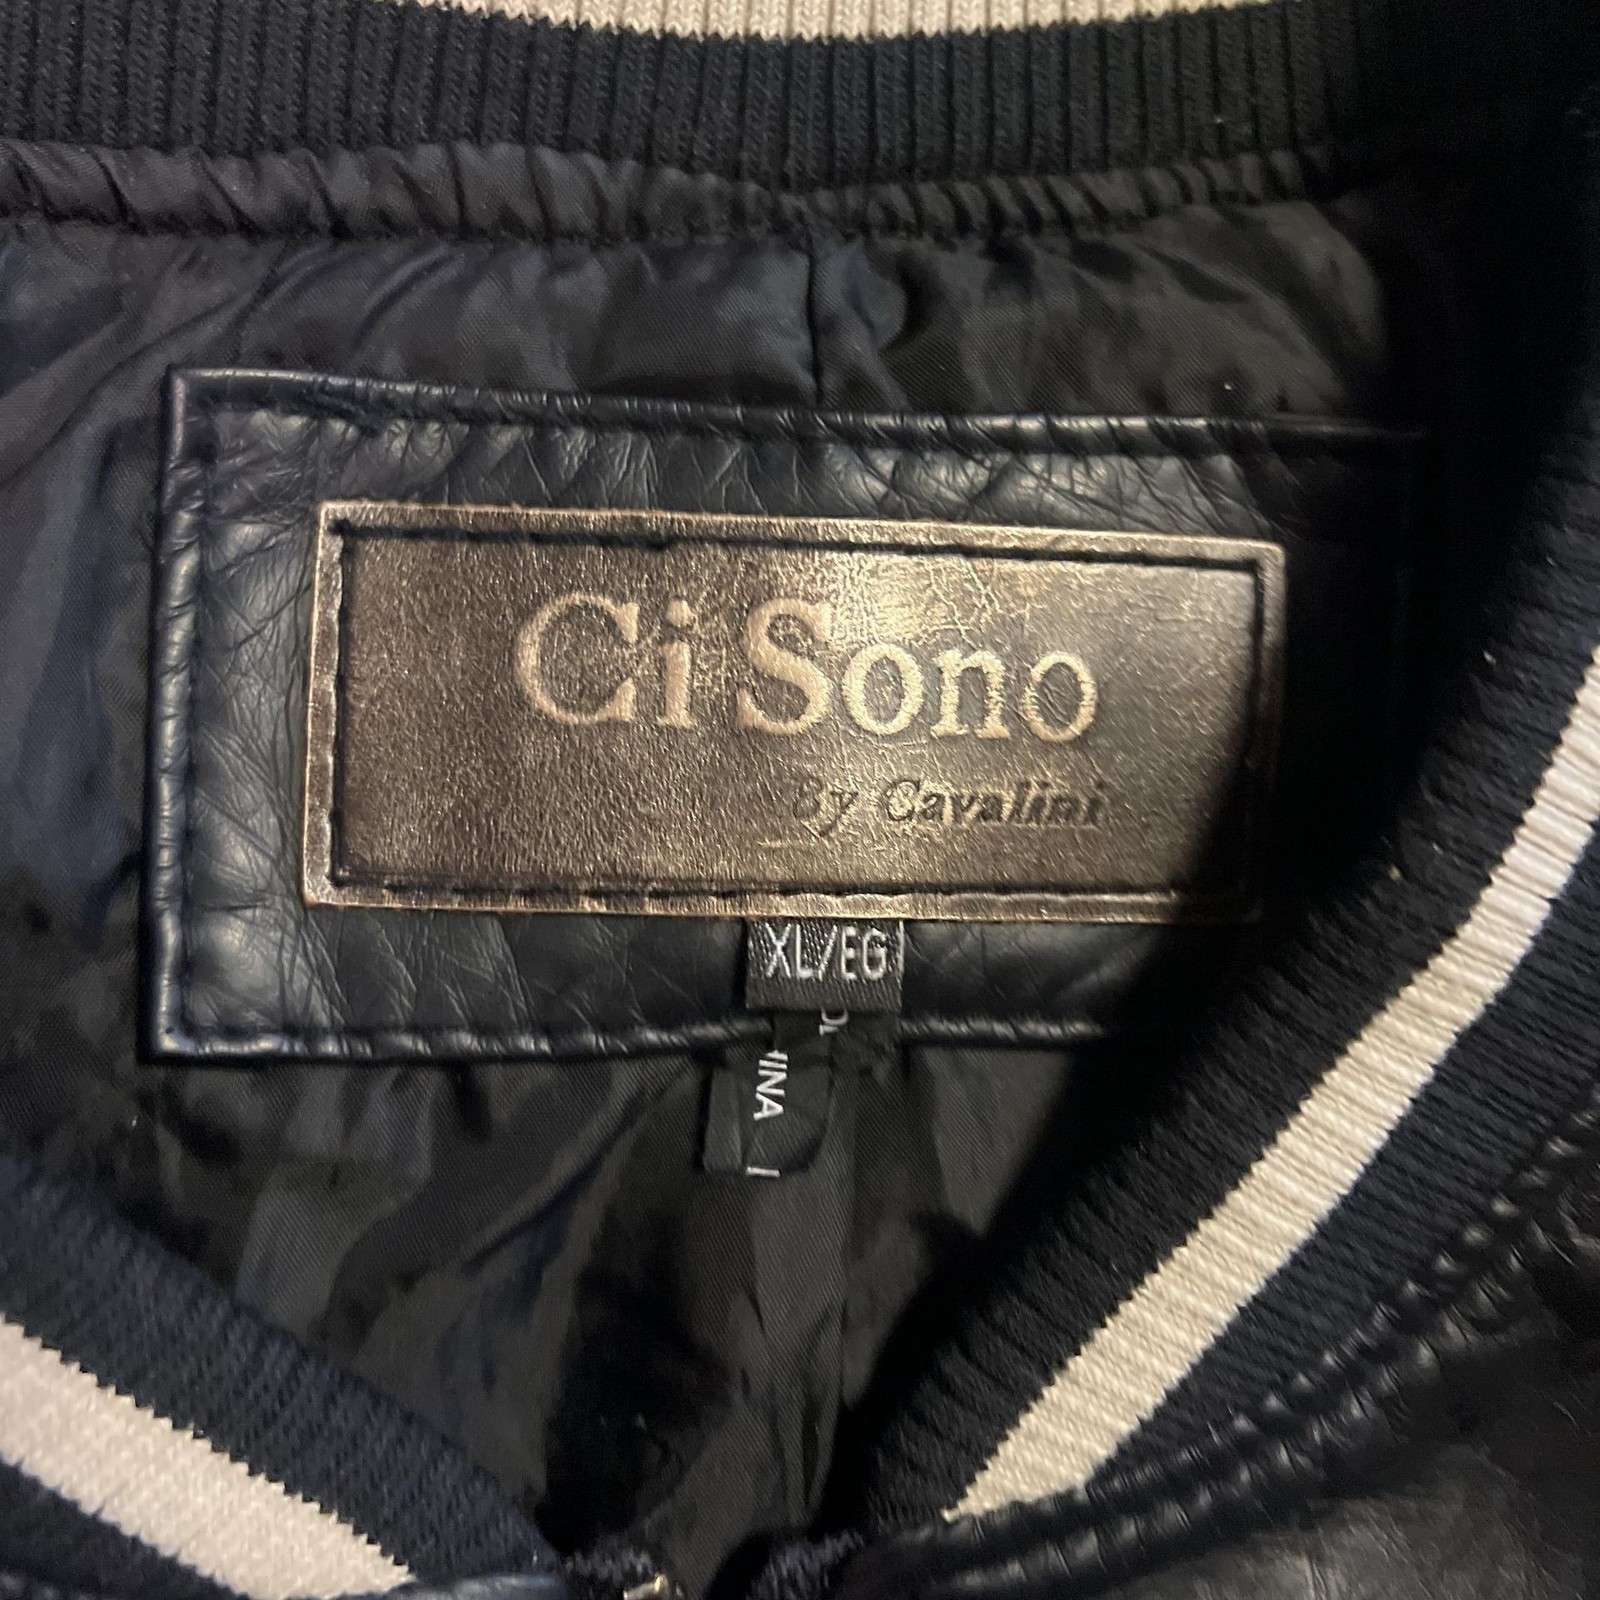 Ci Sono
By Cavalini
XL/EG